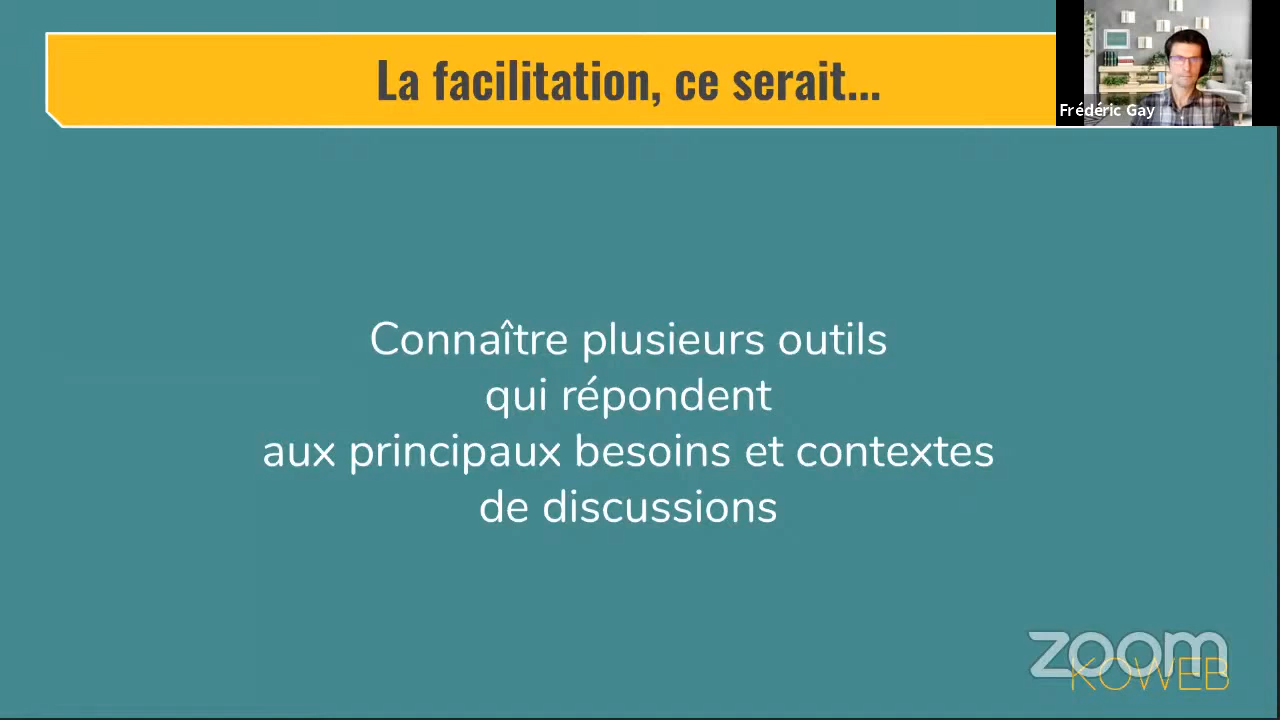 La facilitation, ce serait...
Frédéric Gay
Connaître plusieurs outils
qui répondent
aux principaux besoins et contextes
de discussions
zoom
KOWEB